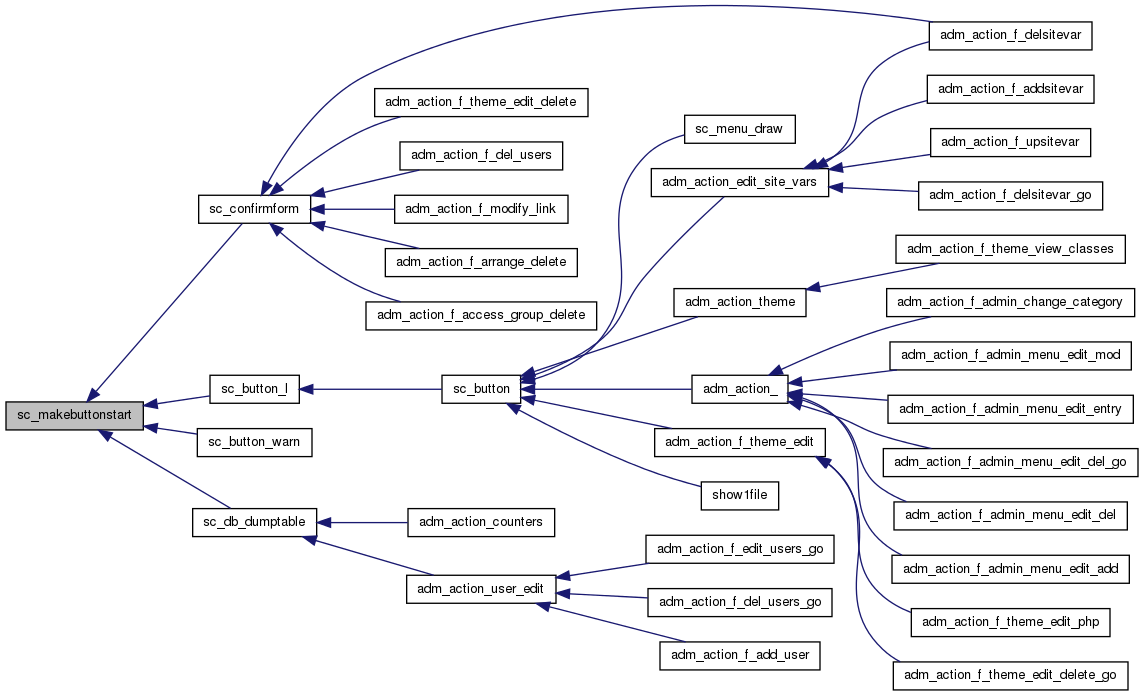 adm_action_f_delsitevar
adm_action_f_addsitevar
adm_action_f_theme_edit_delete
sc_menu_draw
adm_action_f_upsitevar
adm_action_f_del_users
adm_action_edit_site_vars
adm_action_f_delsitevar_go
sc_confirmform
adm_action_f_modify_link
adm_action_f_theme_view_classes
adm_action_f_arrange_delete
adm_action_theme
adm_action_f_admin_change_category
adm_action_f_access_group_delete
adm_action_f_admin_menu_edit_mod
sc_button_l
sc_button
adm_action_
sc_makebuttonstart
adm_action_f_admin_menu_edit_entry
sc_button_warn
adm_action_f_theme_edit
adm_action_f_admin_menu_edit_del_go
show1file
adm_action_f_admin_menu_edit_del
sc_db_dumptable
adm_action_counters
adm_action_f_edit_users_go
adm_action_f_admin_menu_edit_add
adm_action_user_edit
adm_action_f_del_users_go
adm_action_f_theme_edit_php
adm_action_f_add_user
adm_action_f_theme_edit_delete_go